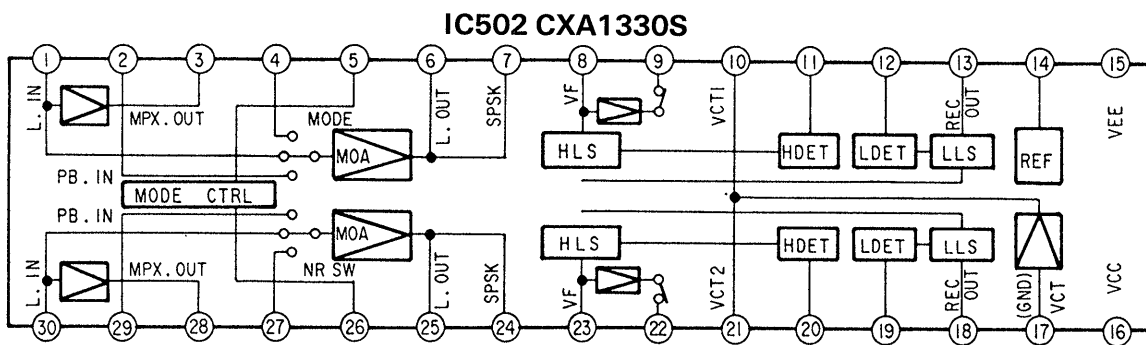 IC502 CXA1330S
1 2 3 4 5 6 7 8 9 10 11 12 13 14 15
L. IN
MPX. OUT
MODE
L. OUT
SPSK
VF
VCT1
REC OUT
VEE
MOA
HLS
HDET
LDET
LLS
REF
PB. IN
MODE CTRL
PB. IN
MOA
HLS
HDET
LDET
LLS
L. IN
MPX. OUT
NR SW
L. OUT
SPSK
VF
VCT2
REC OUT
(GND)
VCT
VCC
30 29 28 27 26 25 24 23 22 21 20 19 18 17 16